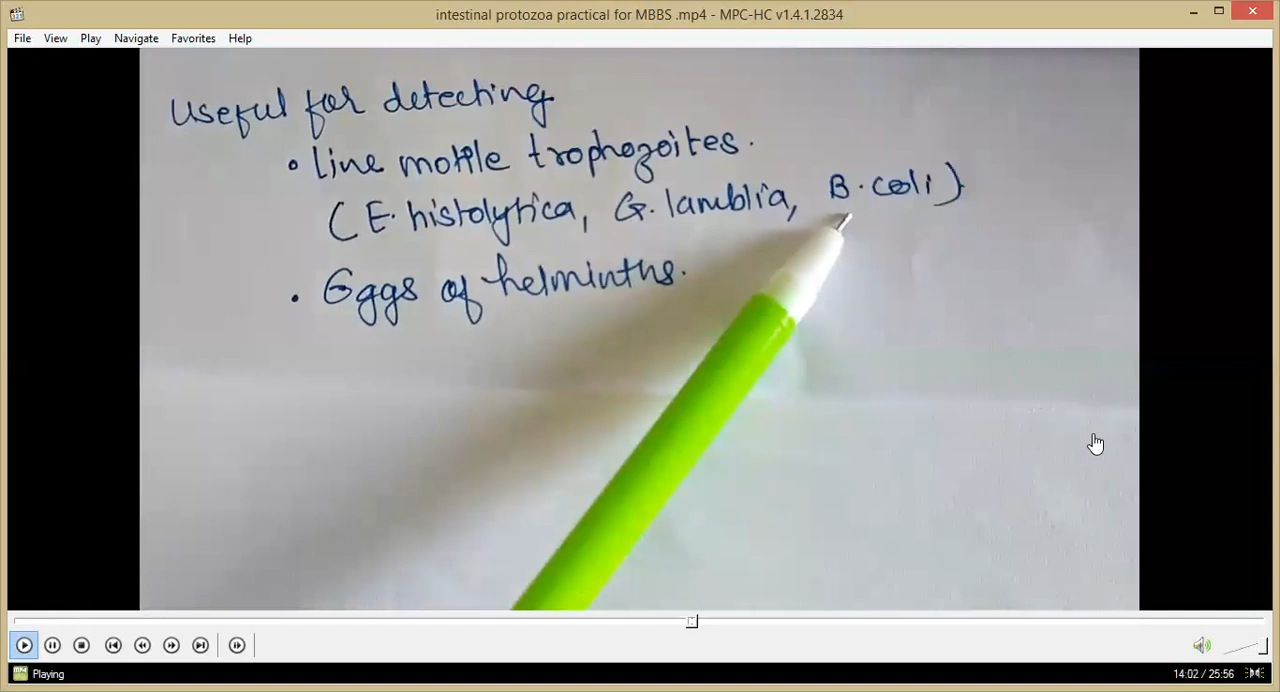 intestinal protozoa practical for MBBS .mp4 - MPC-HC v1.4.1.2834
File View Play Navigate Favorites Help
Useful for detecting
• Line motile trophozoites.
(E. histolytica, G. lamblia, B. coli)
• Eggs of helminths.
Playing
14:02 / 25:56